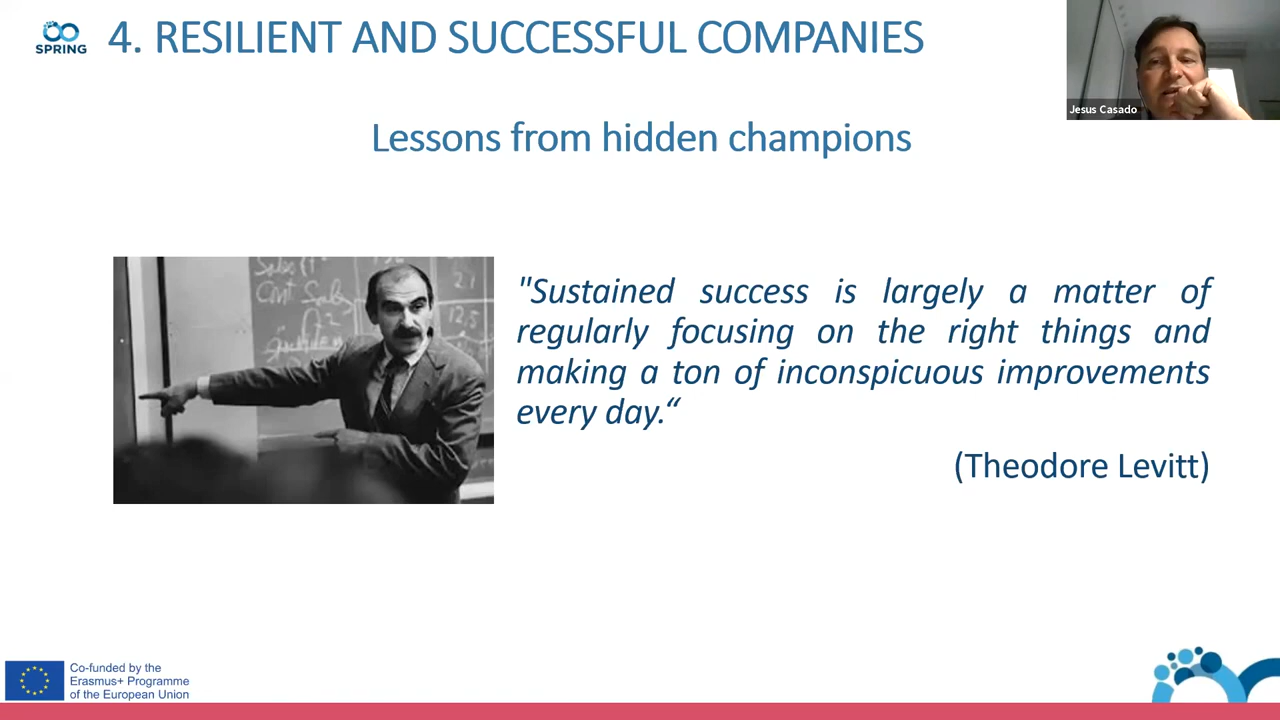 SPRING
4. RESILIENT AND SUCCESSFUL COMPANIES
Jesus Casado
Lessons from hidden champions
"Sustained success is largely a matter of
regularly focusing on the right things and
making a ton of inconspicuous improvements
every day.“
(Theodore Levitt)
Co-funded by the
Erasmus+ Programme
of the European Union